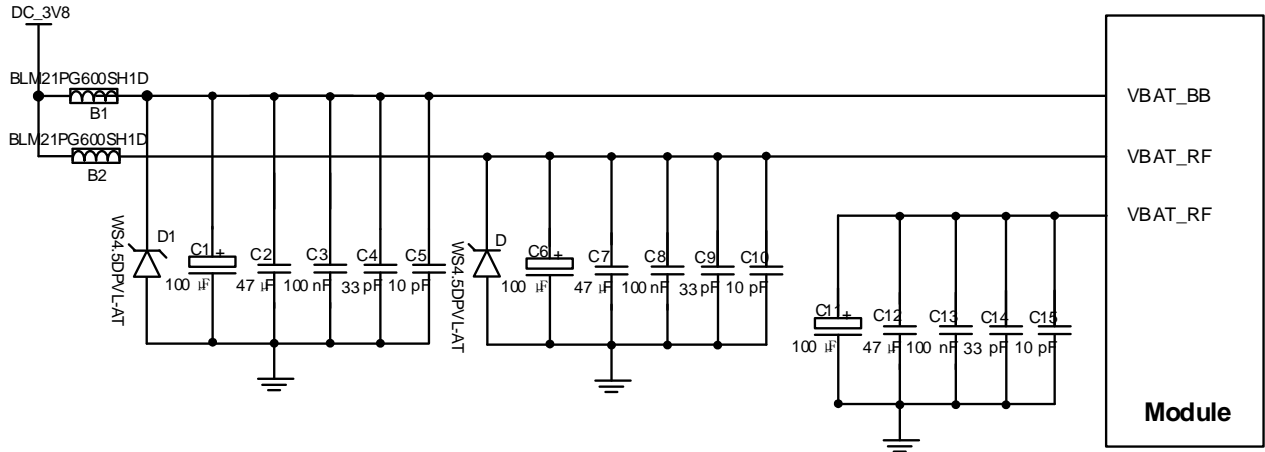 DC_3V8
BLM21PG600SH1D
B1
VBAT_BB
BLM21PG600SH1D
B2
VBAT_RF
VBAT_RF
WS4.5DPVL-AT
D1
C1 +
100 µF
C2
47 µF
C3
100 nF
C4
33 pF
C5
10 pF
WS4.5DPVL-AT
D
C6 +
100 µF
C7
47 µF
C8
100 nF
C9
33 pF
C10
10 pF
C11 +
100 µF
C12
47 µF
C13
100 nF
C14
33 pF
C15
10 pF
Module